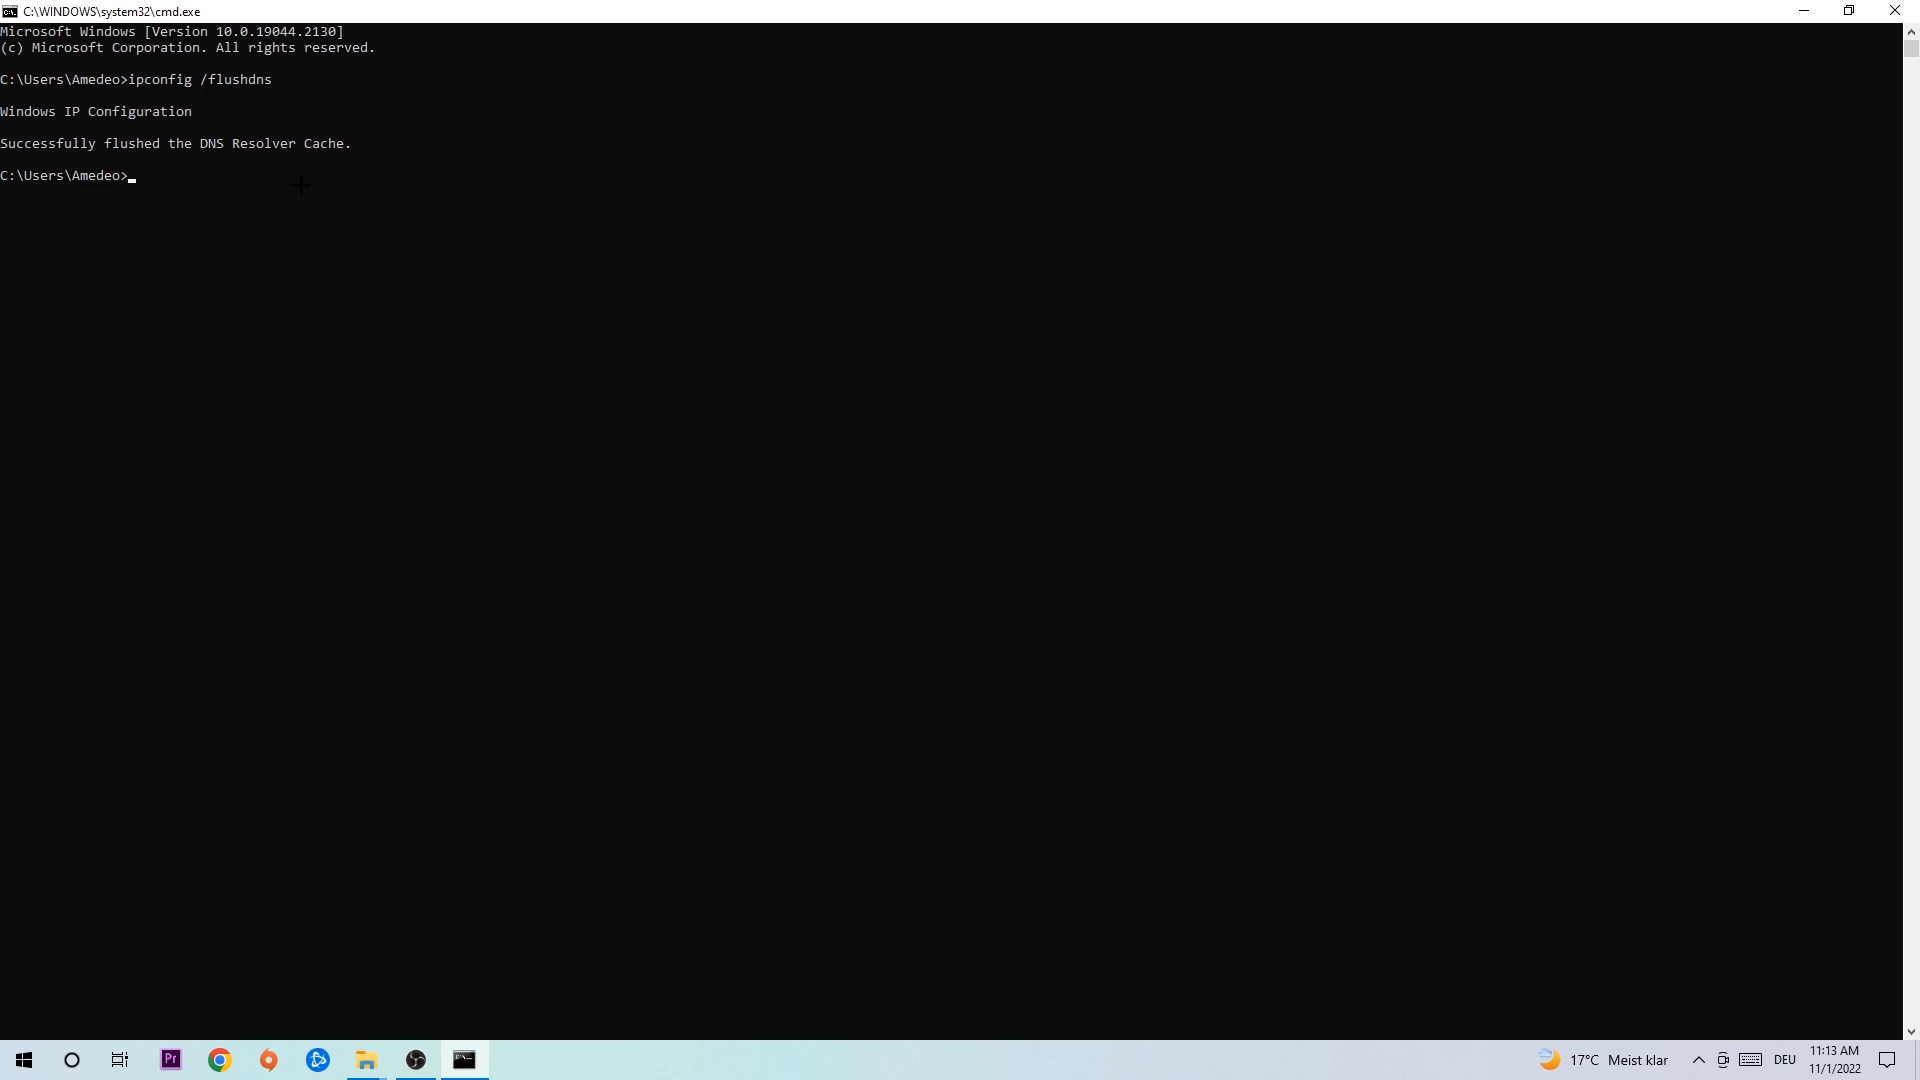 C:\WINDOWS\system32\cmd.exe
Microsoft Windows [Version 10.0.19044.2130]
(c) Microsoft Corporation. All rights reserved.
C:\Users\Amedeo>ipconfig /flushdns
Windows IP Configuration
Successfully flushed the DNS Resolver Cache.
C:\Users\Amedeo>
Pr
17°C Meist klar
DEU
11:13 AM
11/1/2022